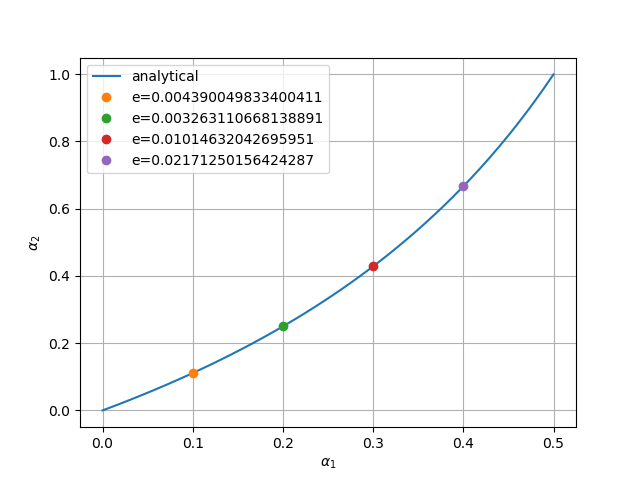 analytical
e=0.004390049833400411
e=0.003263110668138891
e=0.01014632042695951
e=0.02171250156424287
1.0
0.8
0.6
0.4
0.2
0.0
α₂
0.0 0.1 0.2 0.3 0.4 0.5
α₁